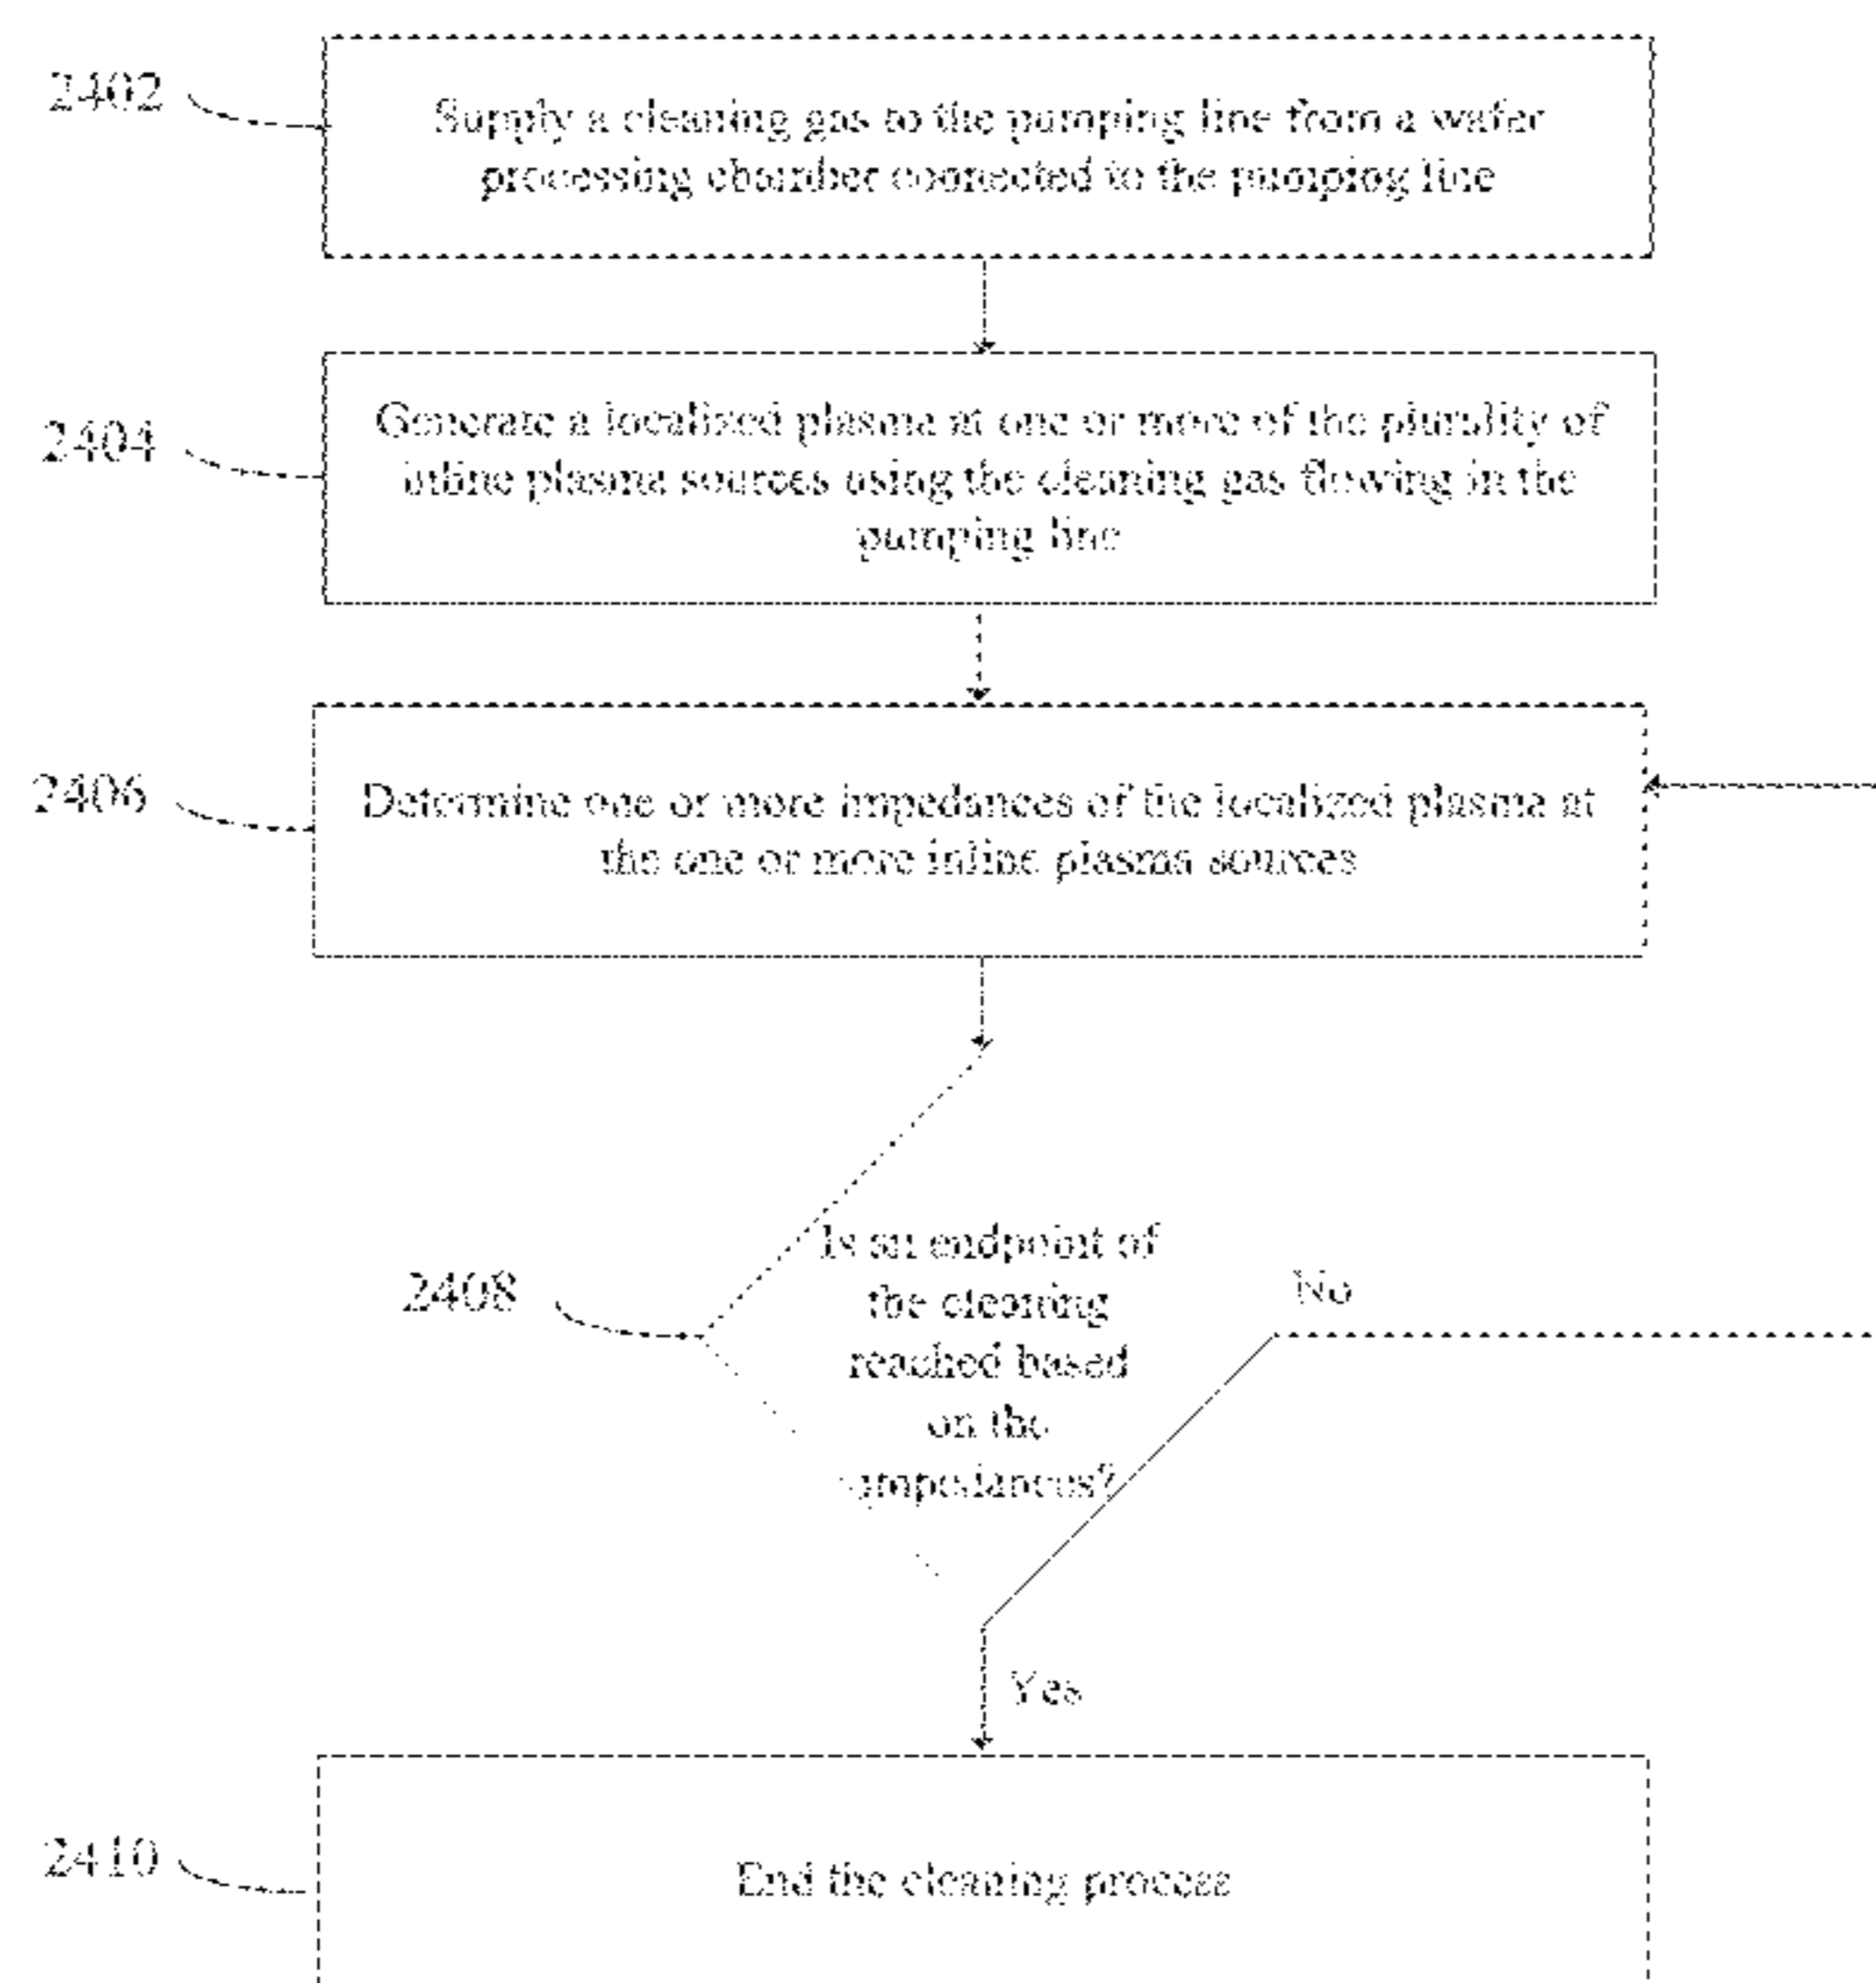 2402
Supply a cleaning gas to the pumping line from a wafer
processing chamber connected to the pumping line
2404
Generate a localized plasma at one or more of the plurality of
inline plasma sources using the cleaning gas flowing in the
pumping line
2406
Determine one or more impedances of the localized plasma at
the one or more inline plasma sources
2408
Is an endpoint of
the cleaning
reached based
on the
impedances?
No
Yes
2410
End the cleaning process